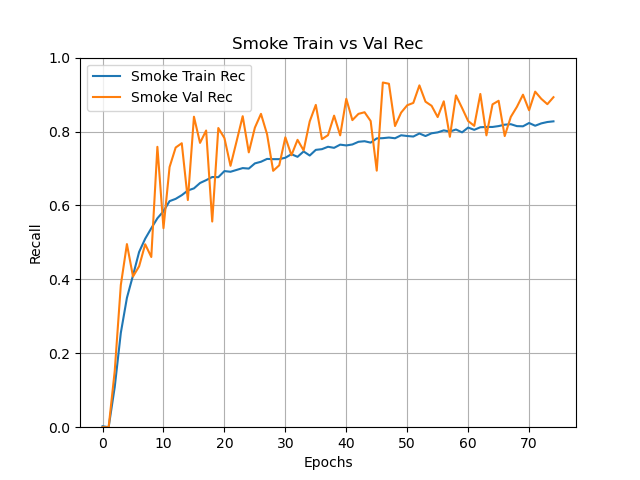 Smoke Train vs Val Rec
Smoke Train Rec
Smoke Val Rec
1.0
0.8
0.6
0.4
0.2
0.0
Recall
0 10 20 30 40 50 60 70
Epochs